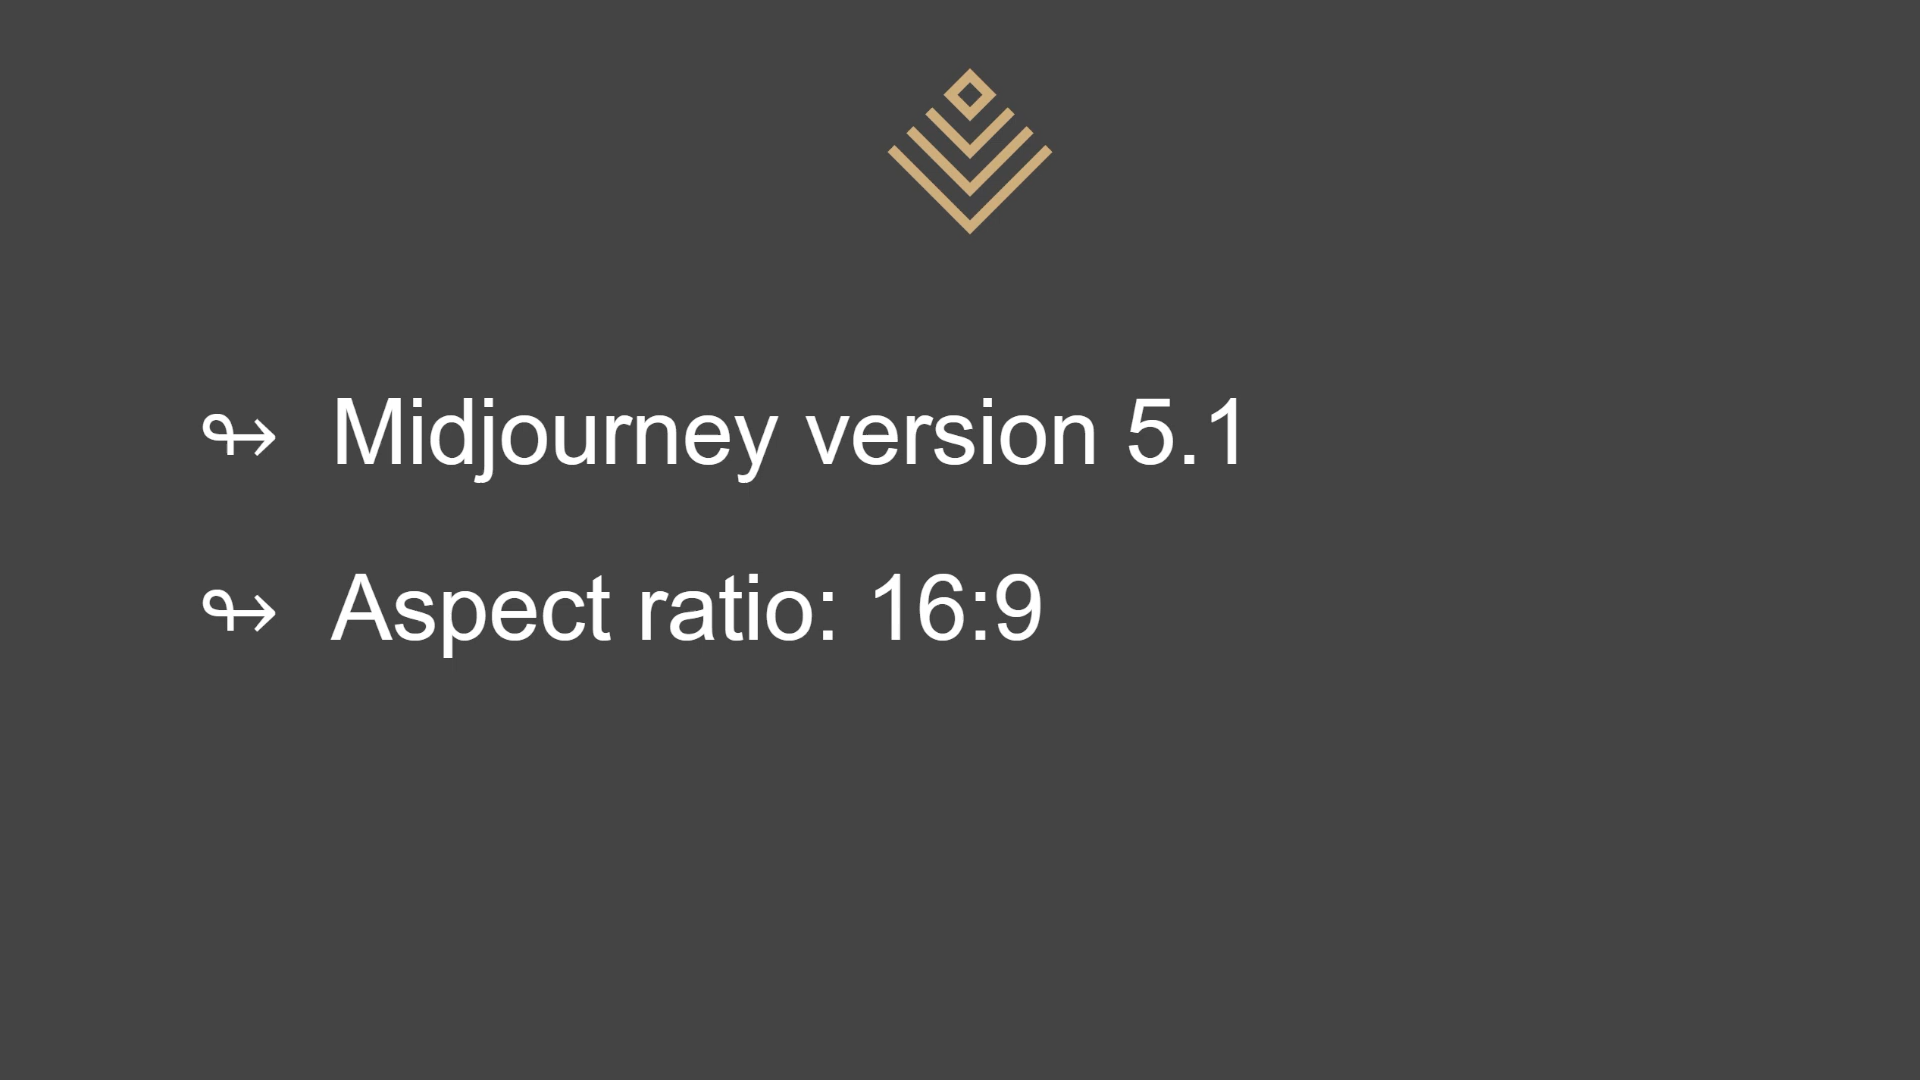 ↬ Midjourney version 5.1
↬ Aspect ratio: 16:9